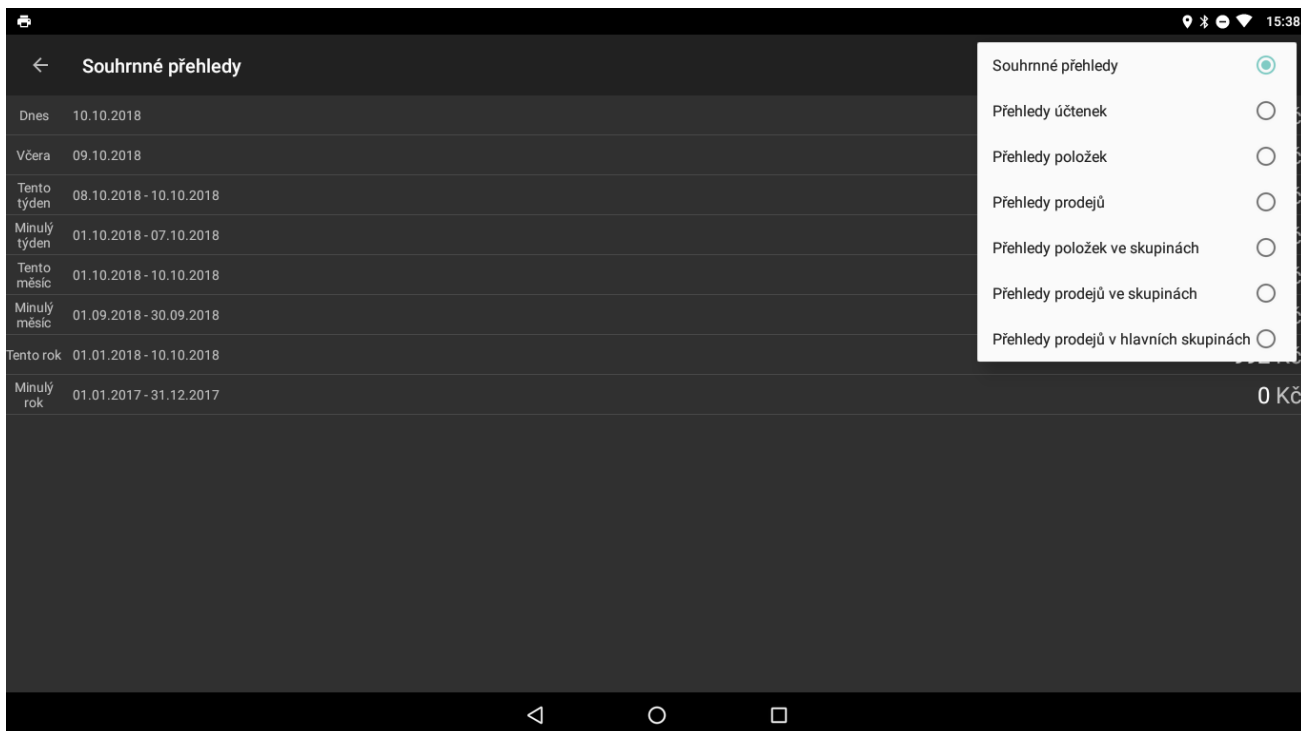 15:38
Souhrnné přehledy
Dnes 10.10.2018
Včera 09.10.2018
Tento
týden 08.10.2018 - 10.10.2018
Minulý
týden 01.10.2018 - 07.10.2018
Tento
měsíc 01.10.2018 - 10.10.2018
Minulý
měsíc 01.09.2018 - 30.09.2018
Tento rok 01.01.2018 - 10.10.2018
Minulý
rok 01.01.2017 - 31.12.2017 0 Kč
Souhrnné přehledy
Přehledy účtenek
Přehledy položek
Přehledy prodejů
Přehledy položek ve skupinách
Přehledy prodejů ve skupinách
Přehledy prodejů v hlavních skupinách